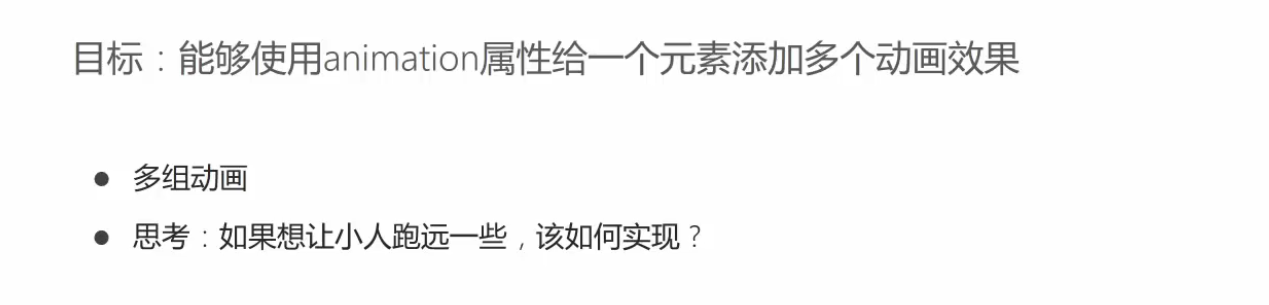 目标：能够使用animation属性给一个元素添加多个动画效果
● 多组动画
● 思考：如果想让小人跑远一些，该如何实现？